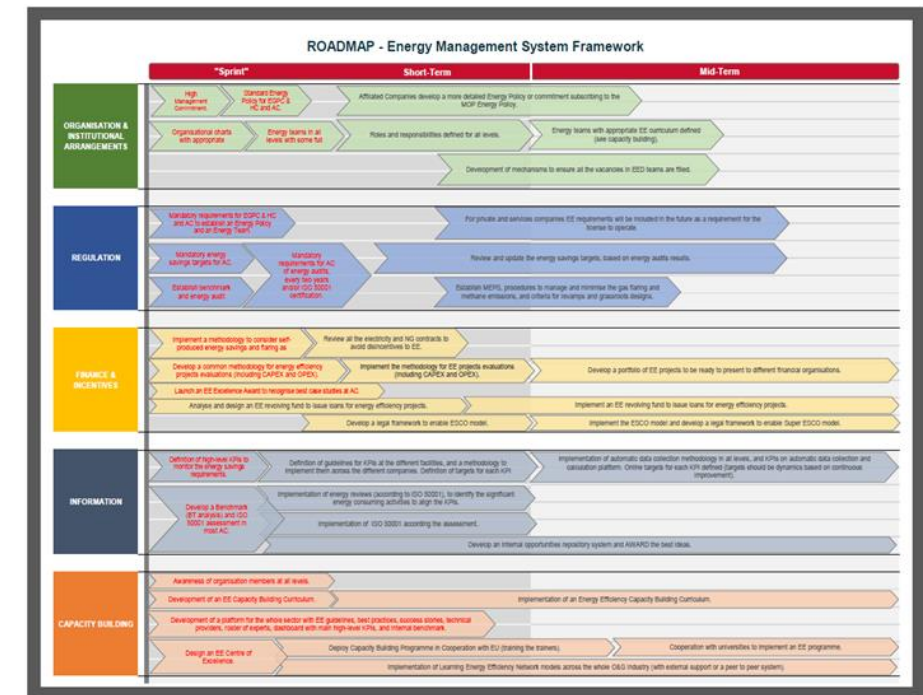 ROADMAP - Energy Management System Framework
"Sprint"
Short-Term
Mid-Term
ORGANISATION &
INSTITUTIONAL
ARRANGEMENTS
High
Management
Commitment.
Standard Energy
Policy for EGPC &
HC and AC.
Affiliated Companies develop a more detailed Energy Policy or commitment subscribing to the
MOP Energy Policy.
Organisational charts
with appropriate
Energy teams in all
levels with some full
Roles and responsibilities defined for all levels.
Energy teams with appropriate EE curriculum defined
(see capacity building).
Development of mechanisms to ensure all the vacancies in EED teams are filled.
REGULATION
Mandatory requirements for EGPC & HC
and AC to establish an Energy Policy
and an Energy Team.
For private and services companies EE requirements will be included in the future as a requirement for the
license to operate.
Mandatory energy
savings targets for AC.
Mandatory
requirements for AC
of energy audits,
every two years
and/or ISO 50001
certification.
Review and update the energy savings targets, based on energy audits results.
Establish benchmark
and energy audit
Establish MEPS, procedures to manage and minimise the gas flaring and
methane emissions, and criteria for revamps and grassroots designs.
FINANCE &
INCENTIVES
Implement a methodology to consider self-
produced energy savings and flaring as
Review all the electricity and NG contracts to
avoid disincentives to EE.
Develop a common methodology for energy efficiency
projects evaluations (including CAPEX and OPEX).
Implement the methodology for EE projects evaluations
(including CAPEX and OPEX).
Develop a portfolio of EE projects to be ready to present to different financial organisations.
Launch an EE Excellence Award to recognise best case studies at AC.
Analyse and design an EE revolving fund to issue loans for energy efficiency projects.
Implement an EE revolving fund to issue loans for energy efficiency projects.
Develop a legal framework to enable ESCO model.
Implement the ESCO model and develop a legal framework to enable Super ESCO model.
INFORMATION
Definition of high-level KPIs to
monitor the energy savings
requirements.
Definition of guidelines for KPIs at the different facilities, and a methodology to
implement them across the different companies. Definition of targets for each KPI
Implementation of automatic data collection methodology in all levels, and KPIs on automatic data collection and
calculation platform. Online targets for each KPI defined (targets should be dynamics based on continuous
improvement).
Develop a Benchmark
(BT analysis) and ISO
50001 assessment in
most AC.
Implementation of energy reviews (according to ISO 50001), to identify the significant
energy consuming activities to align the KPIs.
Implementation of ISO 50001 according the assessment.
Develop an internal opportunities repository system and AWARD the best ideas.
CAPACITY BUILDING
Awareness of organisation members at all levels.
Development of an EE Capacity Building Curriculum.
Implementation of an Energy Efficiency Capacity Building Curriculum.
Development of a platform for the whole sector with EE guidelines, best practices, success stories, technical
providers, roster of experts, dashboard with main high-level KPIs, and internal benchmark.
Design an EE Centre of
Excellence.
Deploy Capacity Building Programme in Cooperation with EU (training the trainers).
Cooperation with universities to implement an EE programme.
Implementation of Learning Energy Efficiency Network models across the whole O&G Industry (with external support or a peer to peer system).